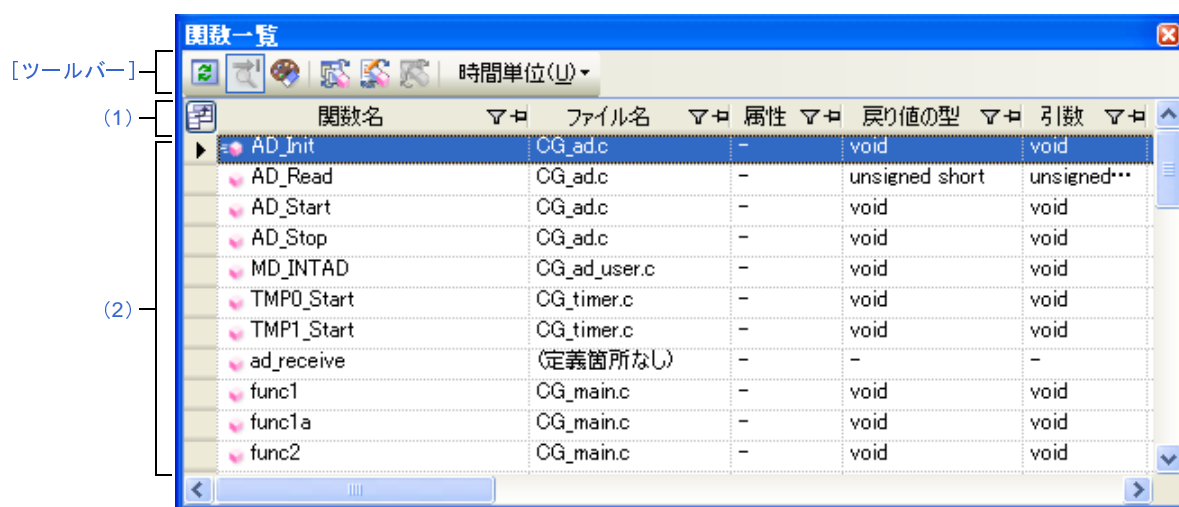 関数一覧
[ツールバー]
時間単位(U)
(1)
関数名 ファイル名 属性 戻り値の型 引数
(2)
AD_Init CG_ad.c - void void
AD_Read CG_ad.c - unsigned short unsigned…
AD_Start CG_ad.c - void void
AD_Stop CG_ad.c - void void
MD_INTAD CG_ad_user.c - void void
TMP0_Start CG_timer.c - void void
TMP1_Start CG_timer.c - void void
ad_receive (定義箇所なし) - - -
func1 CG_main.c - void void
func1a CG_main.c - void void
func2 CG_main.c - void void